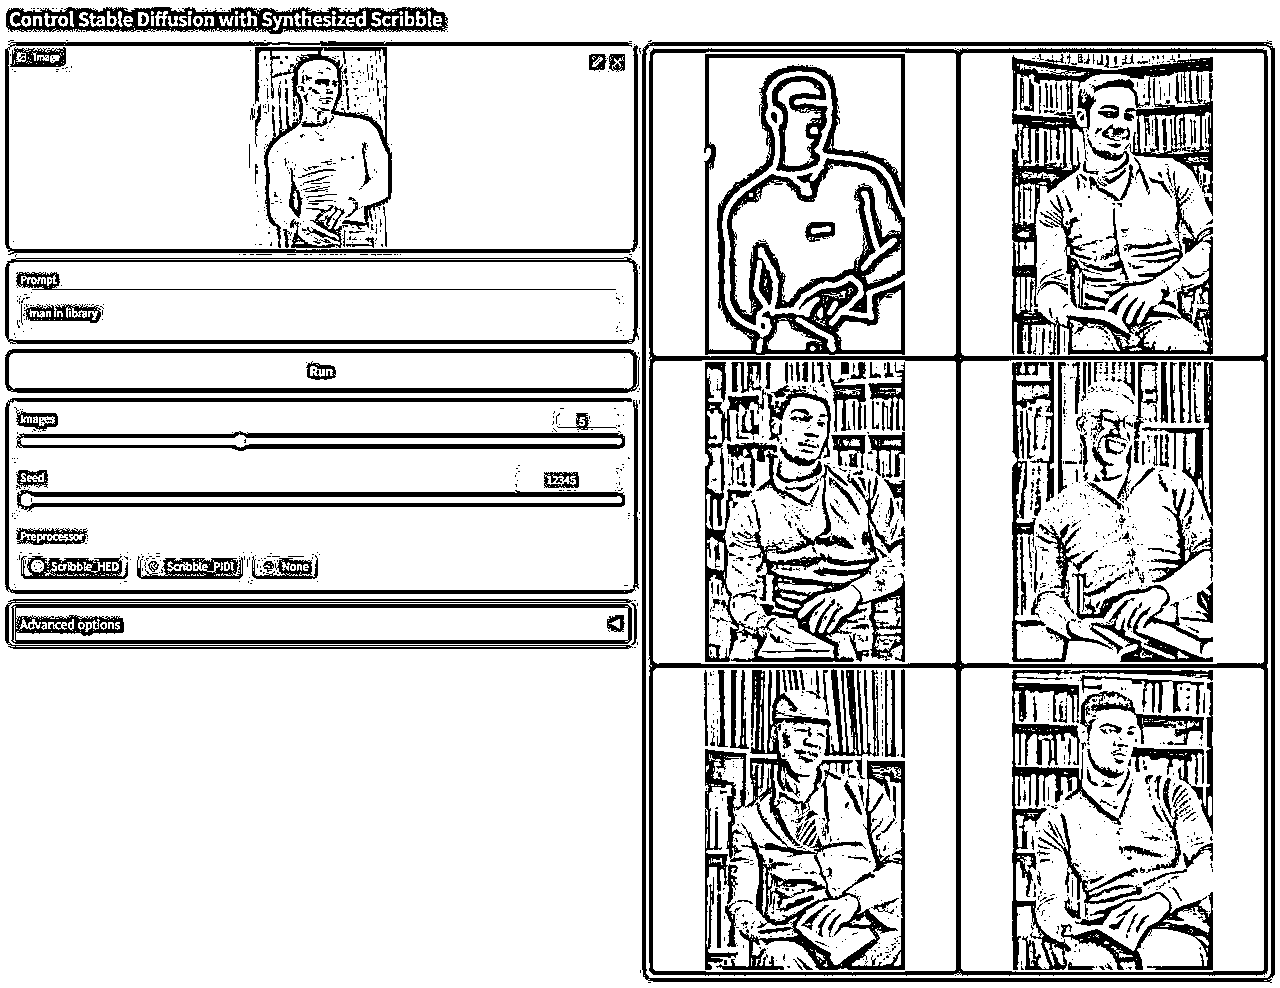 Control Stable Diffusion with Synthesized Scribble
Image
Prompt
man in library
Run
Images
5
Seed
12345
Preprocessor
Scribble_HED
Scribble_PIDI
None
Advanced options